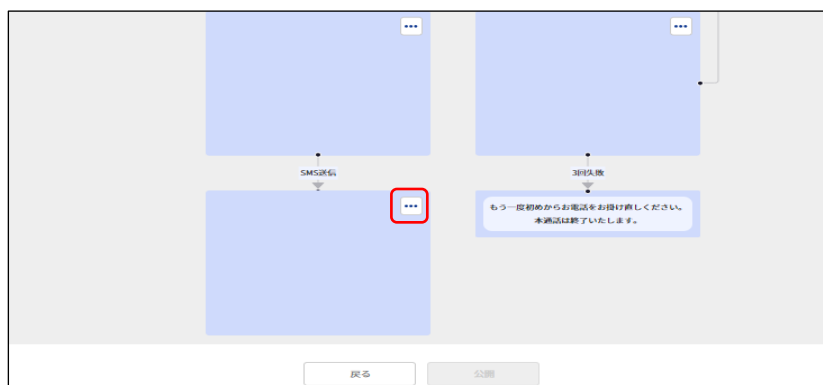 SMS送信
3回失敗
もう一度初めからお電話をお掛け直しください。
本通話は終了いたします。
戻る
公開